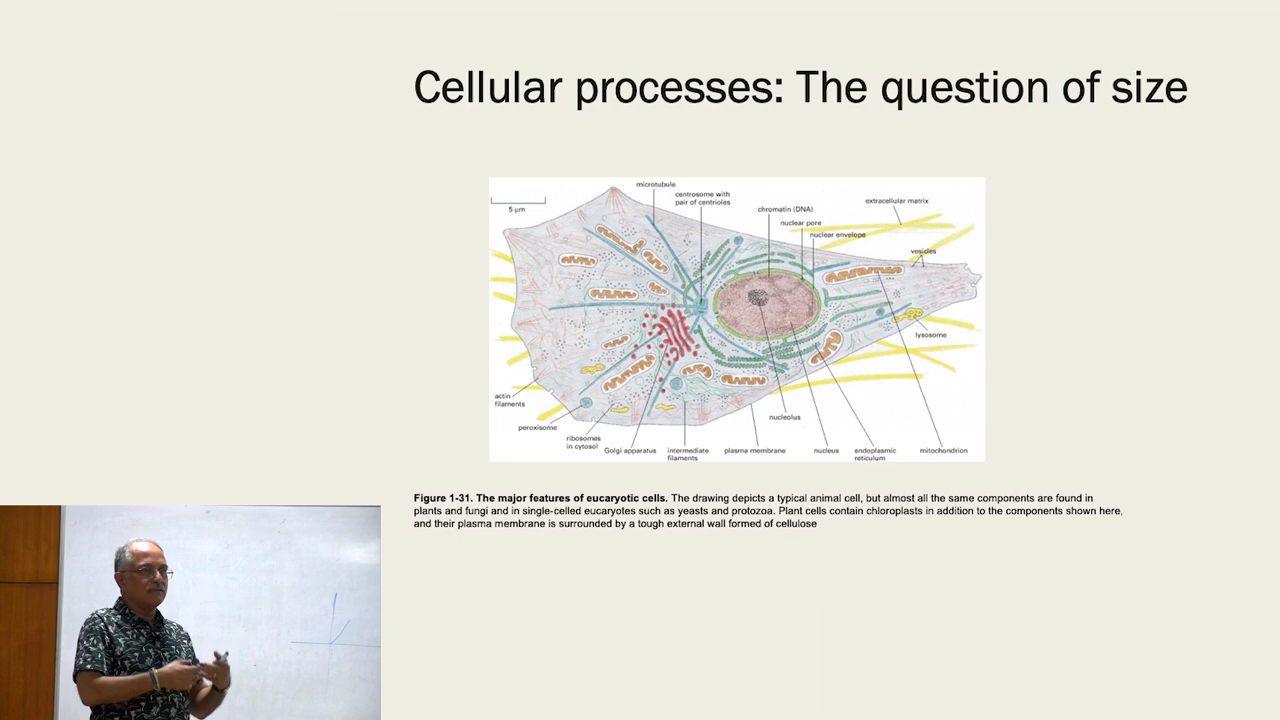 Cellular processes: The question of size
microtubule
centrosome with
pair of centrioles
chromatin (DNA)
extracellular matrix
5 µm
nuclear pore
nuclear envelope
vesicles
lysosome
actin
filaments
nucleolus
peroxisome
ribosomes
in cytosol
Golgi apparatus
intermediate
filaments
plasma membrane
nucleus
endoplasmic
reticulum
mitochondrion
Figure 1-31. The major features of eucaryotic cells. The drawing depicts a typical animal cell, but almost all the same components are found in
plants and fungi and in single-celled eucaryotes such as yeasts and protozoa. Plant cells contain chloroplasts in addition to the components shown here,
and their plasma membrane is surrounded by a tough external wall formed of cellulose